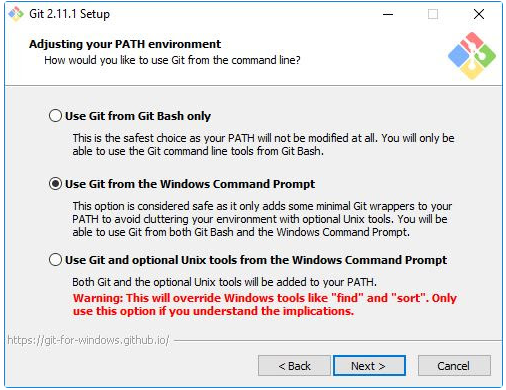 Git 2.11.1 Setup
Adjusting your PATH environment
How would you like to use Git from the command line?
Use Git from Git Bash only
This is the safest choice as your PATH will not be modified at all. You will only be
able to use the Git command line tools from Git Bash.
Use Git from the Windows Command Prompt
This option is considered safe as it only adds some minimal Git wrappers to your
PATH to avoid cluttering your environment with optional Unix tools. You will be
able to use Git from both Git Bash and the Windows Command Prompt.
Use Git and optional Unix tools from the Windows Command Prompt
Both Git and the optional Unix tools will be added to your PATH.
Warning: This will override Windows tools like "find" and "sort". Only
use this option if you understand the implications.
https://git-for-windows.github.io/
< Back Next > Cancel